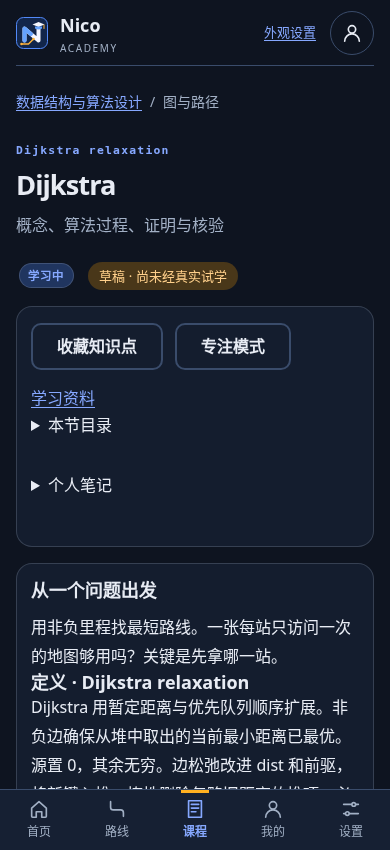 Nico
ACADEMY
外观设置
数据结构与算法设计 / 图与路径
Dijkstra relaxation
Dijkstra
概念、算法过程、证明与核验
学习中
草稿 · 尚未经真实试学
收藏知识点
专注模式
学习资料
本节目录
个人笔记
从一个问题出发
用非负里程找最短路线。一张每站只访问一次
的地图够用吗？关键是先拿哪一站。
定义 · Dijkstra relaxation
Dijkstra 用暂定距离与优先队列顺序扩展。非
负边确保从堆中取出的当前最小距离已最优。
源置 0，其余无穷。边松弛改进 dist 和前驱，
首页
路线
课程
我的
设置